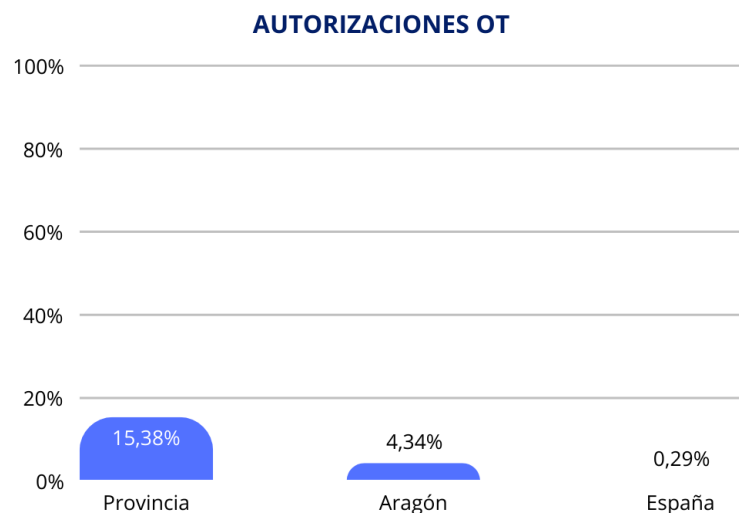 AUTORIZACIONES OT
100%
80%
60%
40%
20%
0%
15,38%
4,34%
0,29%
Provincia
Aragón
España